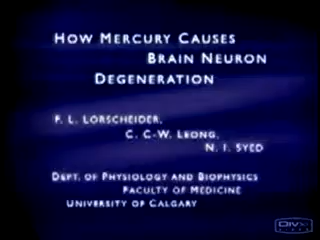 HOW MERCURY CAUSES
BRAIN NEURON
DEGENERATION
F. L. LORSCHEIDER,
C. C-W. LEONG,
N. I. SYED
DEPT. OF PHYSIOLOGY AND BIOPHYSICS
FACULTY OF MEDICINE
UNIVERSITY OF CALGARY
DIVX